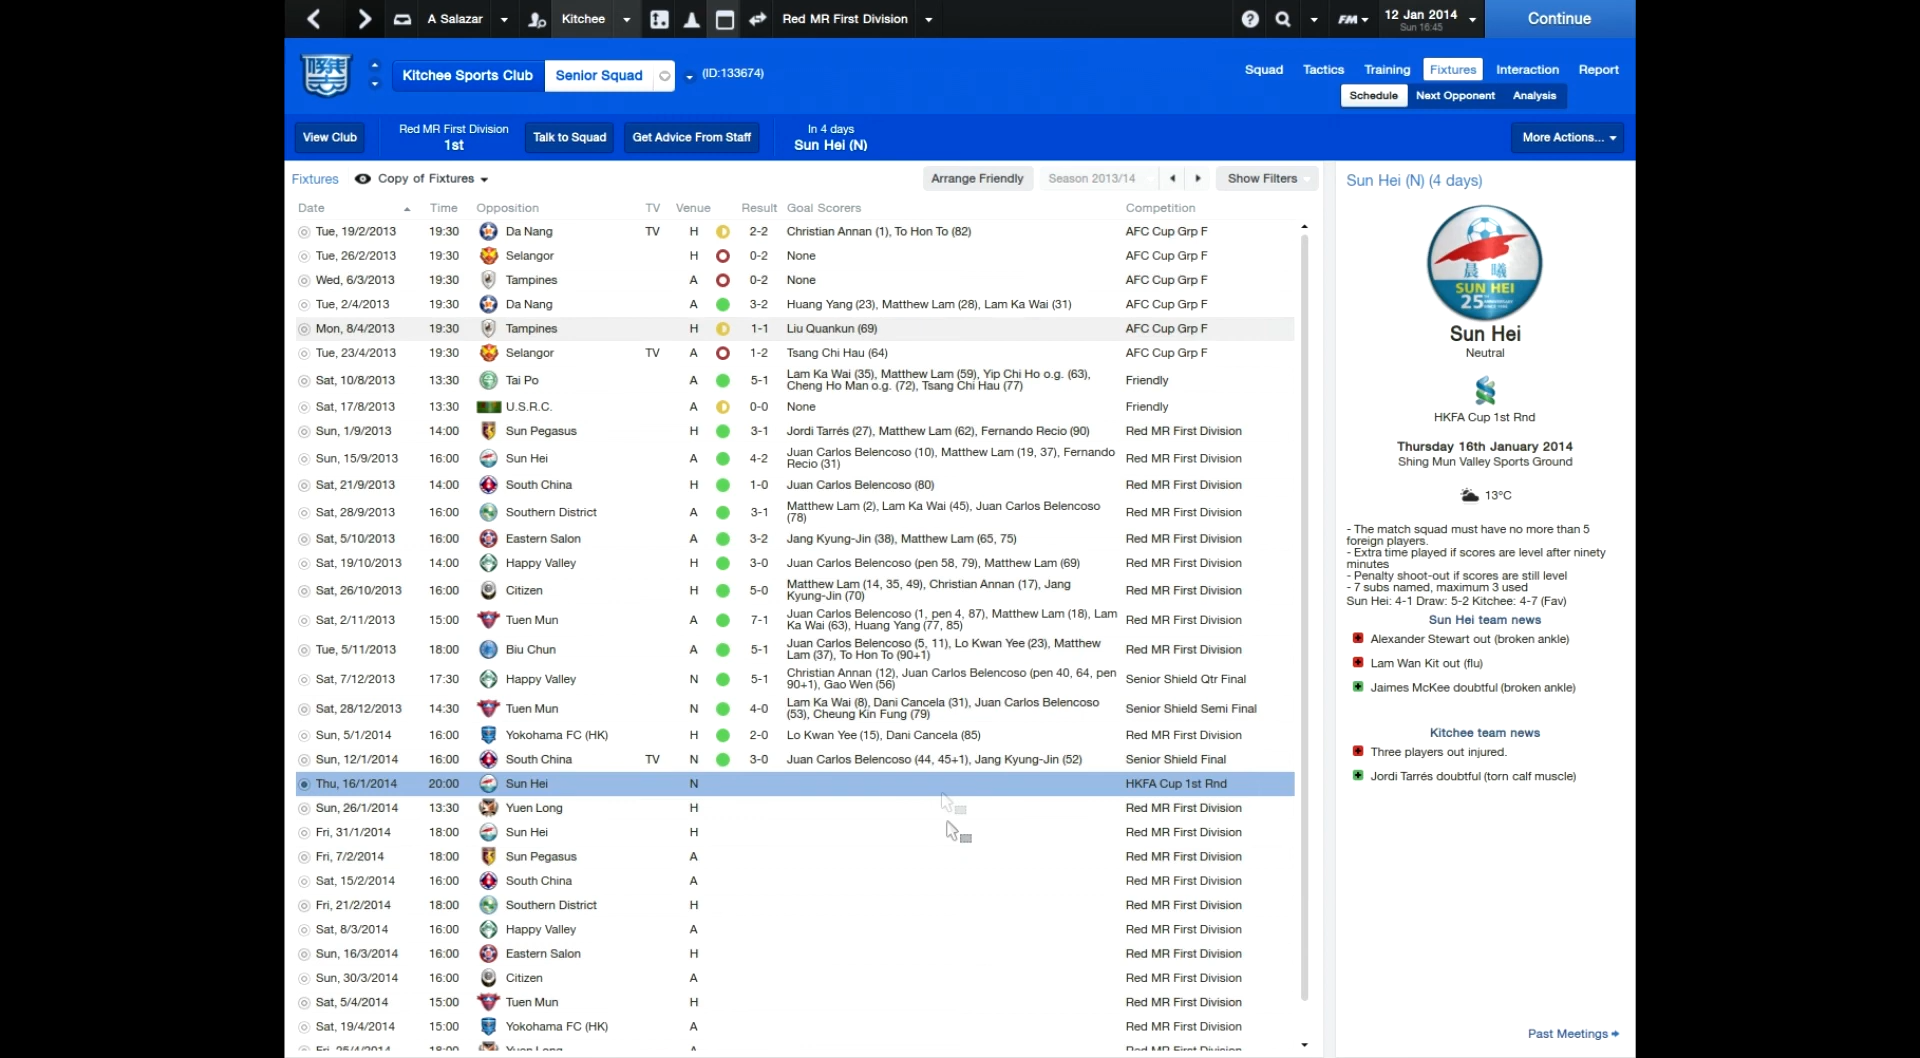 A Salazar Kitchee Red MR First Division FM 12 Jan 2014 Sun 16:45 Continue
Kitchee Sports Club Senior Squad (ID:133674) Squad Tactics Training Fixtures Interaction Report
Schedule Next Opponent Analysis
View Club Red MR First Division 1st Talk to Squad Get Advice From Staff In 4 days Sun Hei (N) More Actions...
Fixtures Copy of Fixtures Arrange Friendly Season 2013/14 Show Filters
Date Time Opposition TV Venue Result Goal Scorers Competition
Tue, 19/2/2013 19:30 Da Nang TV H 2-2 Christian Annan (1), To Hon To (82) AFC Cup Grp F
Tue, 26/2/2013 19:30 Selangor H 0-2 None AFC Cup Grp F
Wed, 6/3/2013 19:30 Tampines A 0-2 None AFC Cup Grp F
Tue, 2/4/2013 19:30 Da Nang A 3-2 Huang Yang (23), Matthew Lam (28), Lam Ka Wai (31) AFC Cup Grp F
Mon, 8/4/2013 19:30 Tampines H 1-1 Liu Quankun (69) AFC Cup Grp F
Tue, 23/4/2013 19:30 Selangor TV A 1-2 Tsang Chi Hau (64) AFC Cup Grp F
Sat, 10/8/2013 13:30 Tai Po A 5-1 Lam Ka Wai (35), Matthew Lam (59), Yip Chi Ho o.g. (63), Cheng Ho Man o.g. (72), Tsang Chi Hau (77) Friendly
Sat, 17/8/2013 13:30 U.S.R.C. A 0-0 None Friendly
Sun, 1/9/2013 14:00 Sun Pegasus H 3-1 Jordi Tarrés (27), Matthew Lam (62), Fernando Recio (90) Red MR First Division
Sun, 15/9/2013 16:00 Sun Hei A 4-2 Juan Carlos Belencoso (10), Matthew Lam (19, 37), Fernando Recio (31) Red MR First Division
Sat, 21/9/2013 14:00 South China H 1-0 Juan Carlos Belencoso (80) Red MR First Division
Sat, 28/9/2013 16:00 Southern District A 3-1 Matthew Lam (2), Lam Ka Wai (45), Juan Carlos Belencoso (78) Red MR First Division
Sat, 5/10/2013 16:00 Eastern Salon A 3-2 Jang Kyung-Jin (38), Matthew Lam (65, 75) Red MR First Division
Sat, 19/10/2013 14:00 Happy Valley H 3-0 Juan Carlos Belencoso (pen 58, 79), Matthew Lam (69) Red MR First Division
Sat, 26/10/2013 16:00 Citizen H 5-0 Matthew Lam (14, 35, 49), Christian Annan (17), Jang Kyung-Jin (70) Red MR First Division
Sat, 2/11/2013 15:00 Tuen Mun A 7-1 Juan Carlos Belencoso (1, pen 4, 87), Matthew Lam (18), Lam Ka Wai (63), Huang Yang (77, 85) Red MR First Division
Tue, 5/11/2013 18:00 Biu Chun A 5-1 Juan Carlos Belencoso (5, 11), Lo Kwan Yee (23), Matthew Lam (37), To Hon To (90+1) Red MR First Division
Sat, 7/12/2013 17:30 Happy Valley N 5-1 Christian Annan (12), Juan Carlos Belencoso (pen 40, 64, pen 90+1), Gao Wen (56) Senior Shield Qtr Final
Sat, 28/12/2013 14:30 Tuen Mun N 4-0 Lam Ka Wai (8), Dani Cancela (31), Juan Carlos Belencoso (53), Cheung Kin Fung (79) Senior Shield Semi Final
Sun, 5/1/2014 16:00 Yokohama FC (HK) H 2-0 Lo Kwan Yee (15), Dani Cancela (85) Red MR First Division
Sun, 12/1/2014 16:00 South China TV N 3-0 Juan Carlos Belencoso (44, 45+1), Jang Kyung-Jin (52) Senior Shield Final
Thu, 16/1/2014 20:00 Sun Hei N HKFA Cup 1st Rnd
Sun, 26/1/2014 13:30 Yuen Long H Red MR First Division
Fri, 31/1/2014 18:00 Sun Hei H Red MR First Division
Fri, 7/2/2014 18:00 Sun Pegasus A Red MR First Division
Sat, 15/2/2014 16:00 South China A Red MR First Division
Fri, 21/2/2014 18:00 Southern District H Red MR First Division
Sat, 8/3/2014 16:00 Happy Valley A Red MR First Division
Sun, 16/3/2014 16:00 Eastern Salon H Red MR First Division
Sun, 30/3/2014 16:00 Citizen A Red MR First Division
Sat, 5/4/2014 15:00 Tuen Mun H Red MR First Division
Sat, 19/4/2014 15:00 Yokohama FC (HK) A Red MR First Division
Fri, 25/4/2014 18:00 Yuen Long A Red MR First Division
Sun Hei (N) (4 days)
晨曦
SUN HEI
25
Sun Hei
Neutral
HKFA Cup 1st Rnd
Thursday 16th January 2014
Shing Mun Valley Sports Ground
13°C
- The match squad must have no more than 5
foreign players.
- Extra time played if scores are level after ninety
minutes
- Penalty shoot-out if scores are still level
- 7 subs named, maximum 3 used
Sun Hei: 4-1 Draw: 5-2 Kitchee: 4-7 (Fav)
Sun Hei team news
Alexander Stewart out (broken ankle)
Lam Wan Kit out (flu)
Jaimes McKee doubtful (broken ankle)
Kitchee team news
Three players out injured.
Jordi Tarrés doubtful (torn calf muscle)
Past Meetings